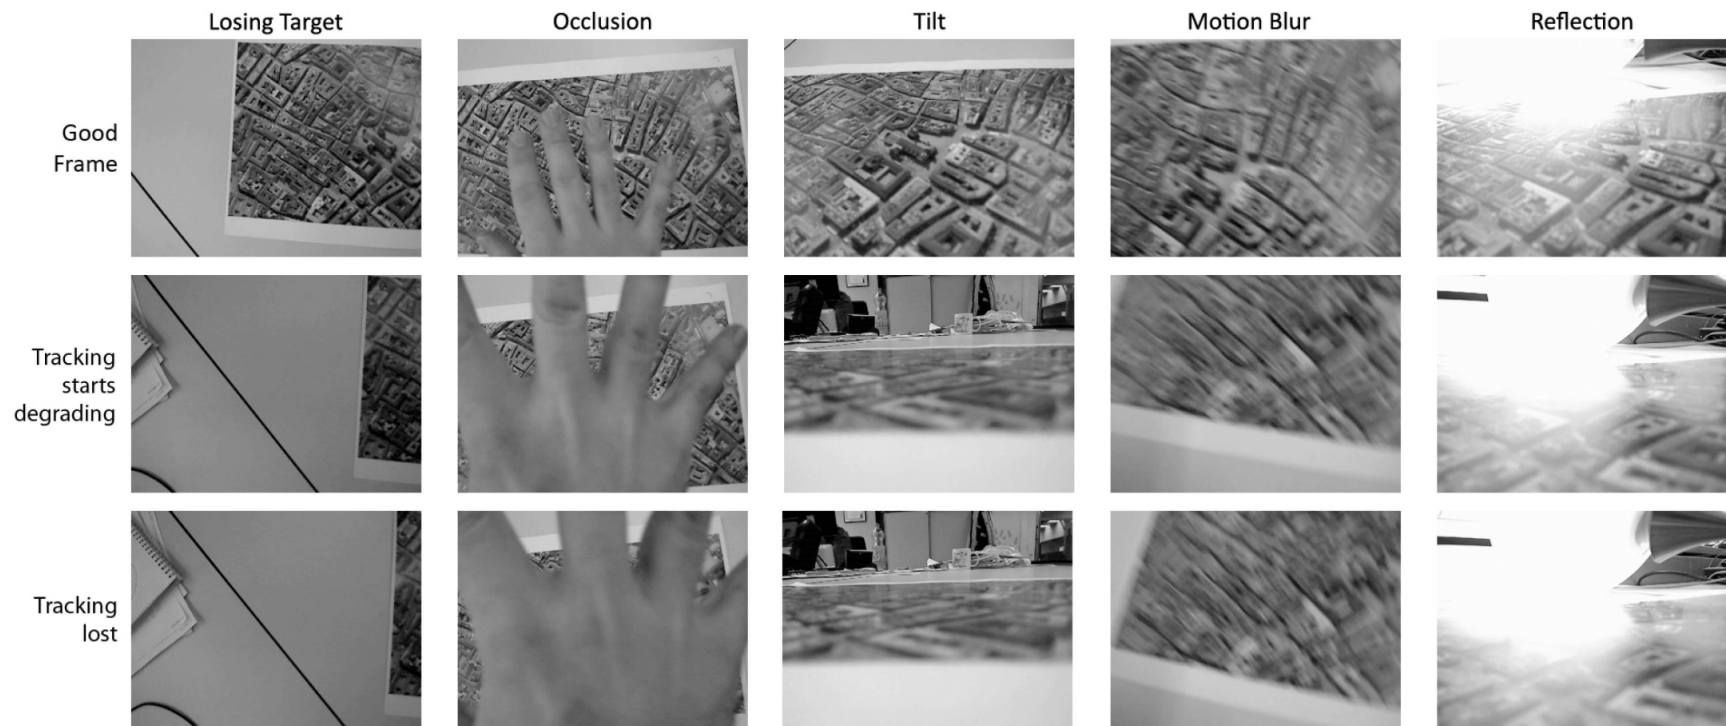 Losing Target
Occlusion
Tilt
Motion Blur
Reflection
Good
Frame
Tracking
starts
degrading
Tracking
lost